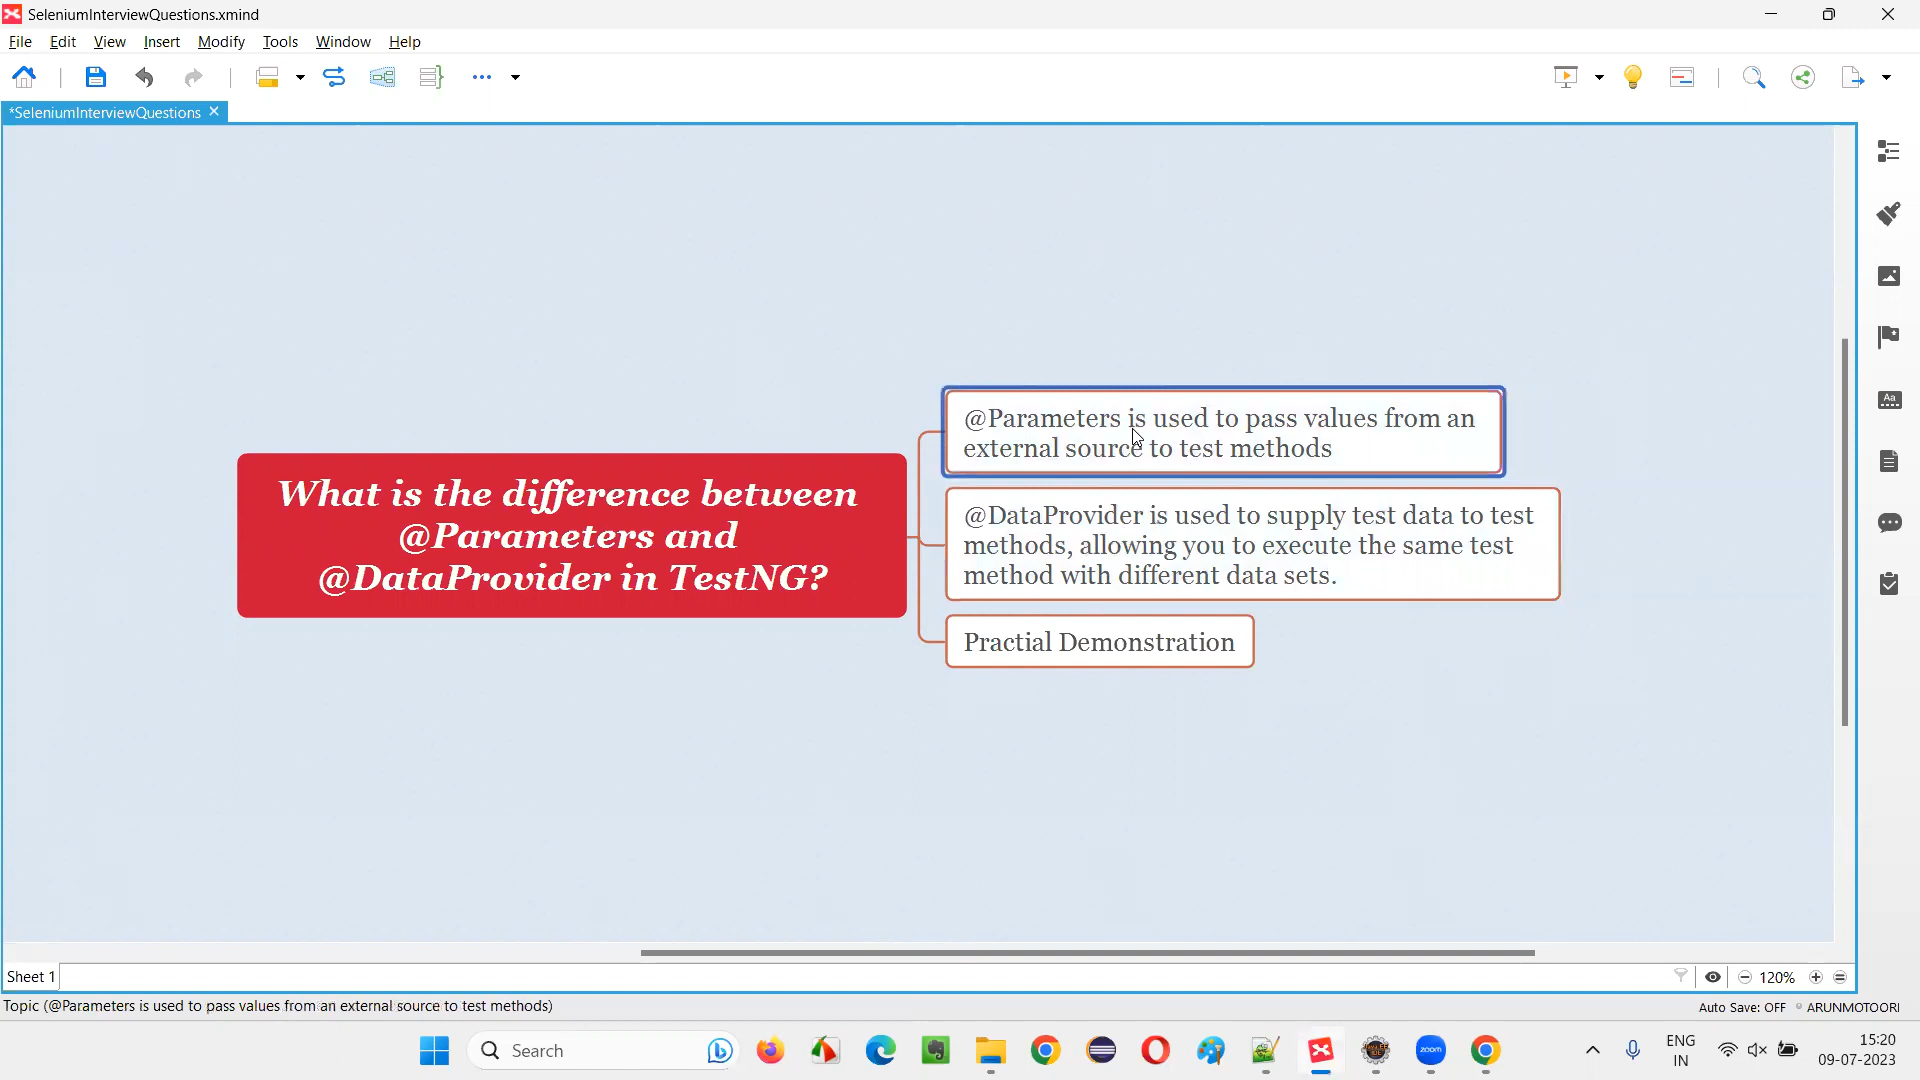 SeleniumInterviewQuestions.xmind
File Edit View Insert Modify Tools Window Help
*SeleniumInterviewQuestions
What is the difference between
@Parameters and
@DataProvider in TestNG?
@Parameters is used to pass values from an
external source to test methods
@DataProvider is used to supply test data to test
methods, allowing you to execute the same test
method with different data sets.
Practial Demonstration
Aa
Sheet 1
120%
Topic (@Parameters is used to pass values from an external source to test methods)
Auto Save: OFF
ARUNMOTOORI
Search
zoom
ENG
IN
15:20
09-07-2023